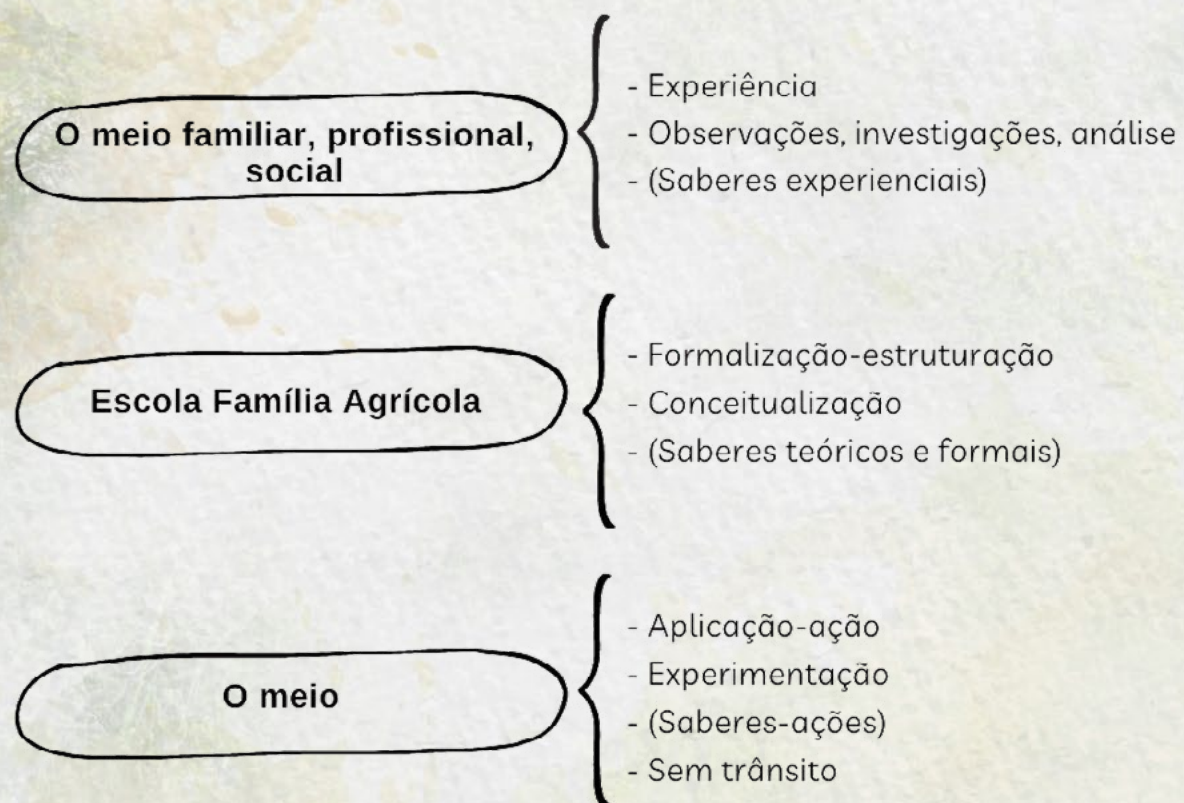 O meio familiar, profissional,
social
- Experiência
- Observações, investigações, análise
- (Saberes experienciais)
Escola Família Agrícola
- Formalização-estruturação
- Conceitualização
- (Saberes teóricos e formais)
O meio
- Aplicação-ação
- Experimentação
- (Saberes-ações)
- Sem trânsito